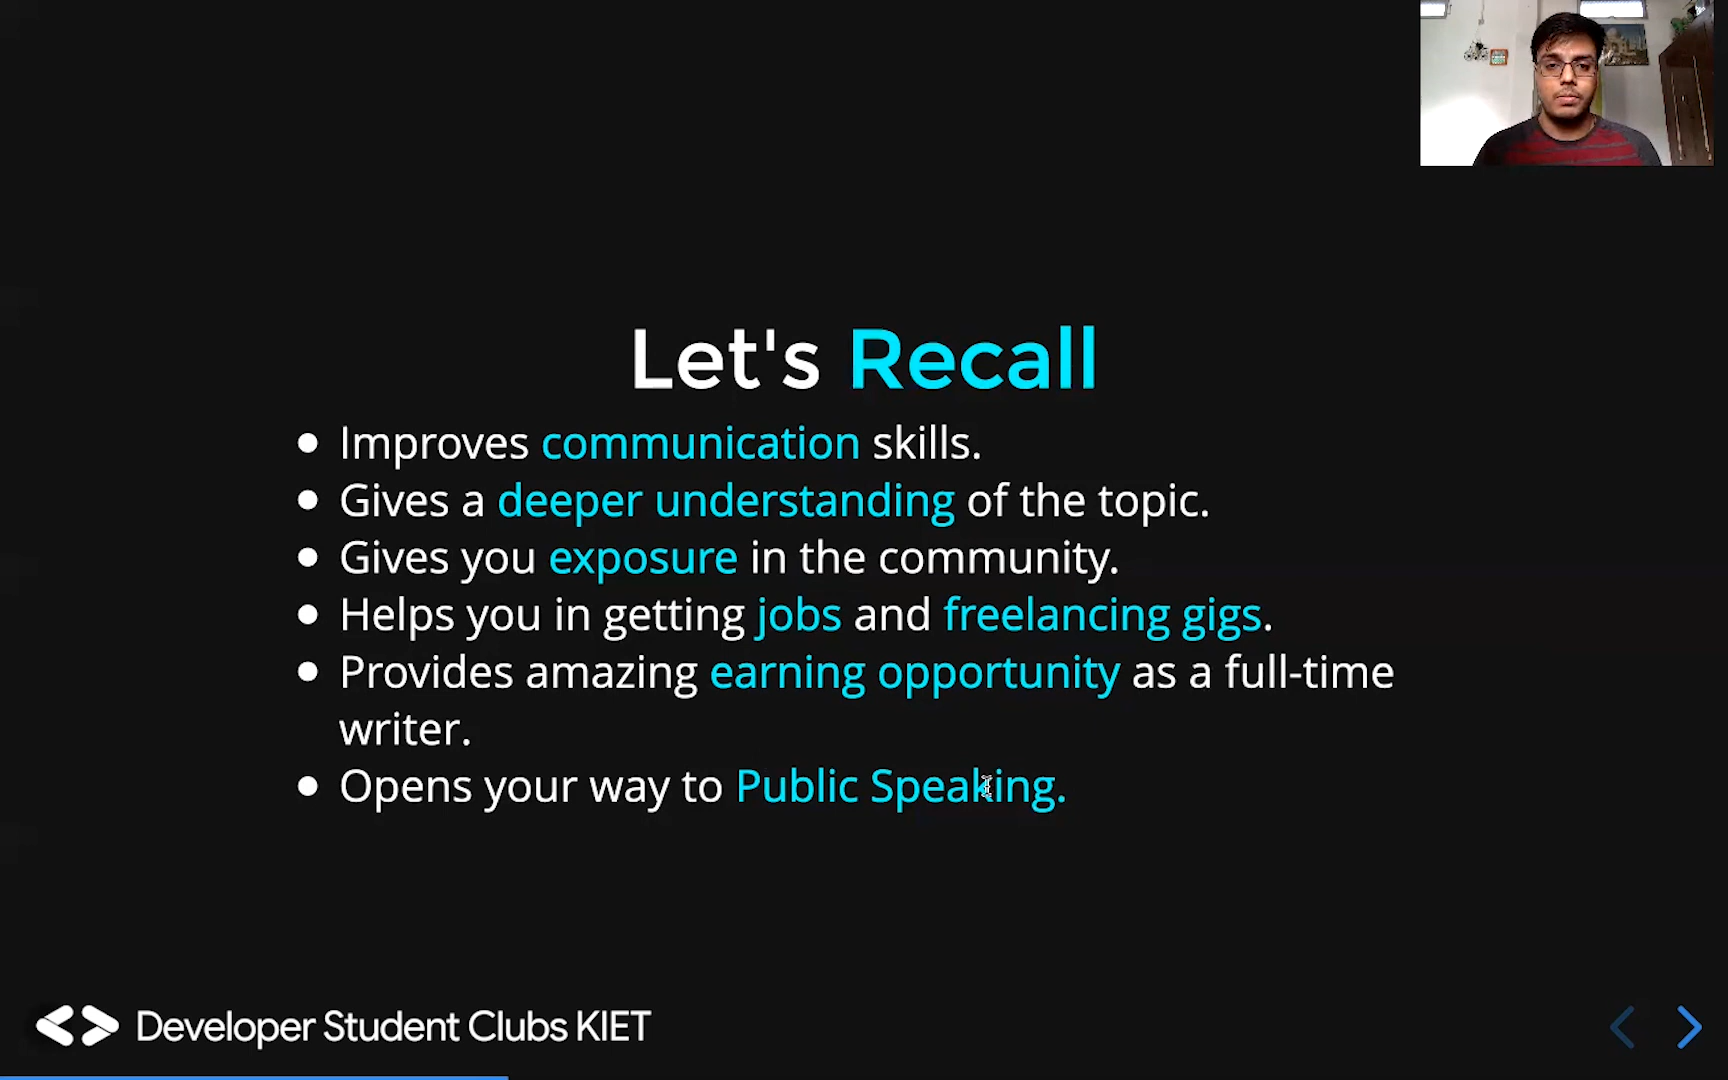 Let's Recall
Improves communication skills.
Gives a deeper understanding of the topic.
Gives you exposure in the community.
Helps you in getting jobs and freelancing gigs.
Provides amazing earning opportunity as a full-time
writer.
Opens your way to Public Speaking.
Developer Student Clubs KIET